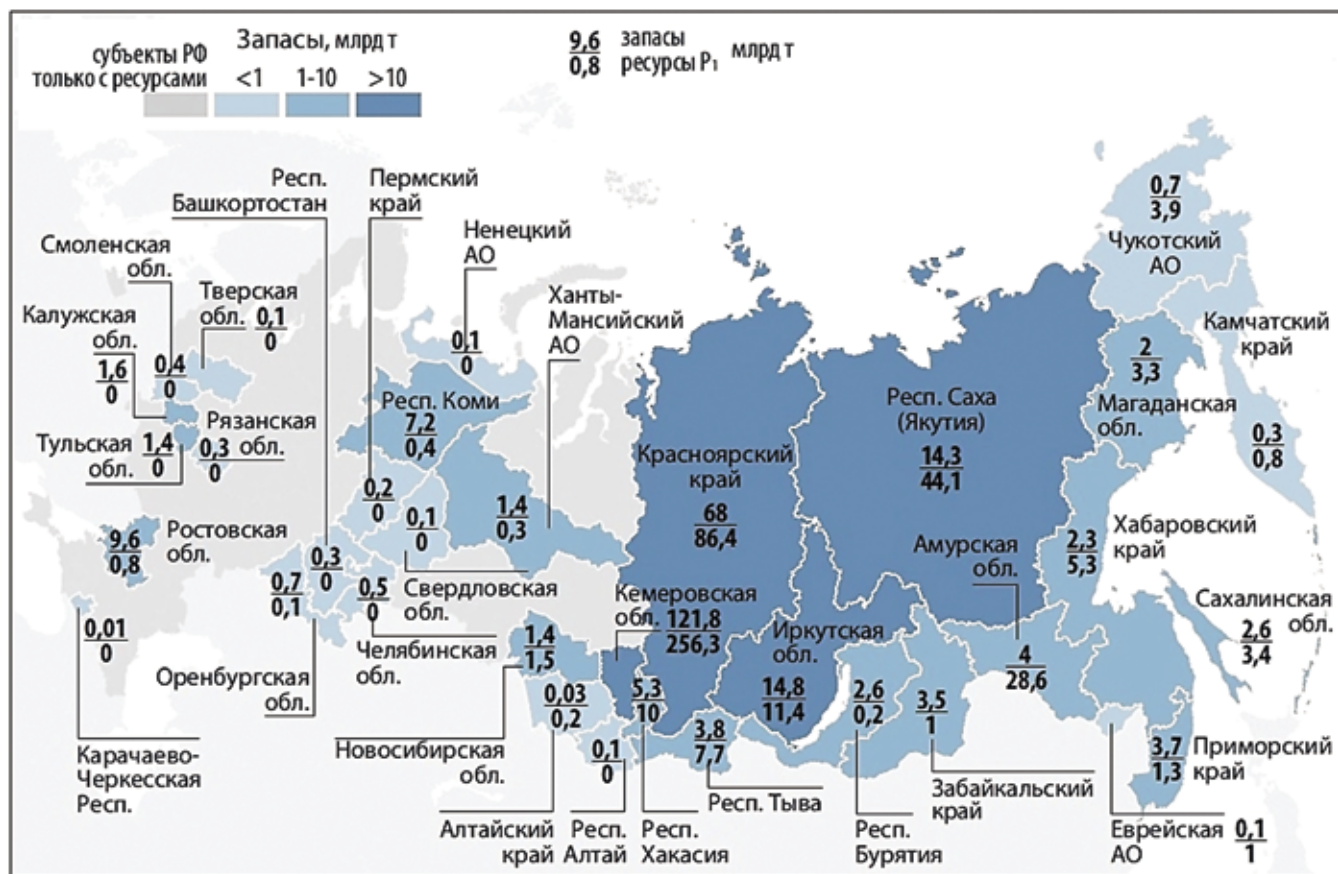 субъекты РФ
только с ресурсами
Запасы, млрд т
<1
1-10
>10
9,6
0,8
запасы
ресурсы P₁
млрд т
Респ.
Башкортостан
Пермский
край
Ненецкий
АО
Смоленская
обл.
Тверская
обл.
0,1
0
Калужская
обл.
1,6
0
Ханты-
Мансийский
АО
0,7
3,9
Чукотский
АО
Камчатский
край
0,1
0
0,4
0
2
3,3
Магаданская
обл.
Респ. Коми
7,2
0,4
Респ. Саха
(Якутия)
14,3
44,1
Рязанская
обл.
0,3
0
Тульская
обл.
1,4
0
0,3
0,8
Красноярский
край
68
86,4
0,2
0
0,1
0
1,4
0,3
Ростовская
обл.
9,6
0,8
Хабаровский
край
2,3
5,3
Амурская
обл.
0,3
0
0,7
0,1
0,5
0
Свердловская
обл.
Кемеровская
обл.
121,8
256,3
Сахалинская
обл.
2,6
3,4
0,01
0
Челябинская
обл.
Иркутская
обл.
14,8
11,4
1,4
1,5
4
28,6
Оренбургская
обл.
0,03
0,2
5,3
10
2,6
0,2
3,5
1
Новосибирская
обл.
0,1
0
3,8
7,7
3,7
1,3
Приморский
край
Карачаево-
Черкесская
Респ.
Респ. Тыва
Забайкальский
край
Алтайский
край
Респ.
Алтай
Респ.
Хакасия
Респ.
Бурятия
Еврейская
АО
0,1
1